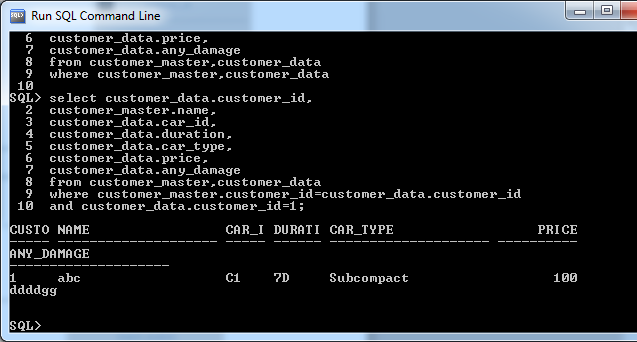 Run SQL Command Line
6 customer_data.price,
7 customer_data.any_damage
8 from customer_master,customer_data
9 where customer_master,customer_data
10
SQL> select customer_data.customer_id,
2 customer_master.name,
3 customer_data.car_id,
4 customer_data.duration,
5 customer_data.car_type,
6 customer_data.price,
7 customer_data.any_damage
8 from customer_master,customer_data
9 where customer_master.customer_id=customer_data.customer_id
10 and customer_data.customer_id=1;
CUSTO NAME CAR_I DURATI CAR_TYPE PRICE
----- -------------------- ----- ------ -------------------- ----------
ANY_DAMAGE
--------------------
1 abc C1 7D Subcompact 100
ddddgg
SQL>